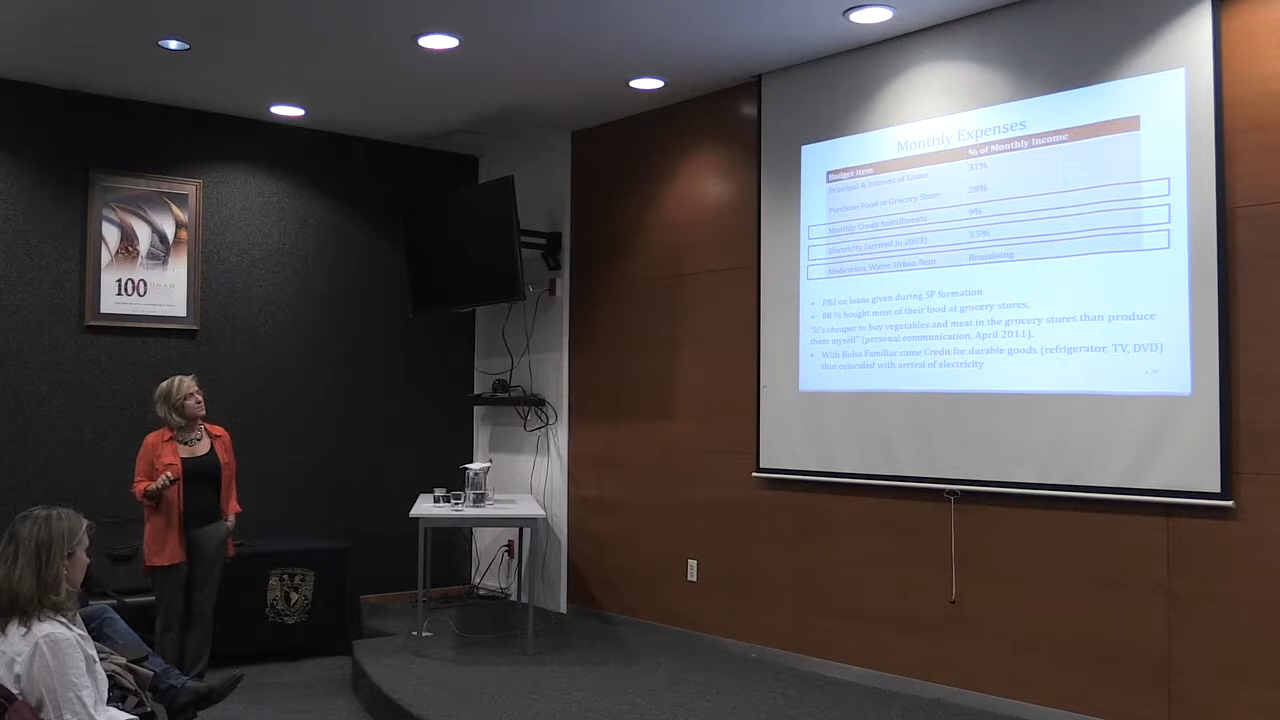 100 UNAM
Monthly Expenses
Budget Item % of Monthly Income
Principal & Interest of Loans 31%
Purchase Food at Grocery Store 28%
Monthly Credit Installments 9%
Electricity (arrived in 2003) 3.5%
Medication, Water, Urban Rent Remaining
• P&I on loans given during SP formation
• 88 % bought most of their food at grocery stores.
"It's cheaper to buy vegetables and meat in the grocery stores than produce
them myself" (personal communication, April 2011).
• With Bolsa Familiar came Credit for durable goods (refrigerator, TV, DVD)
that coincided with arrival of electricity